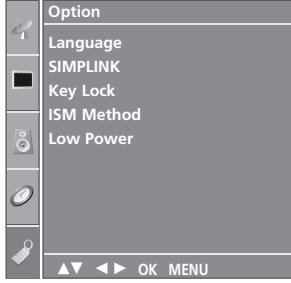 Option
Language
SIMPLINK
Key Lock
ISM Method
Low Power
▲▼ ◄► OK MENU